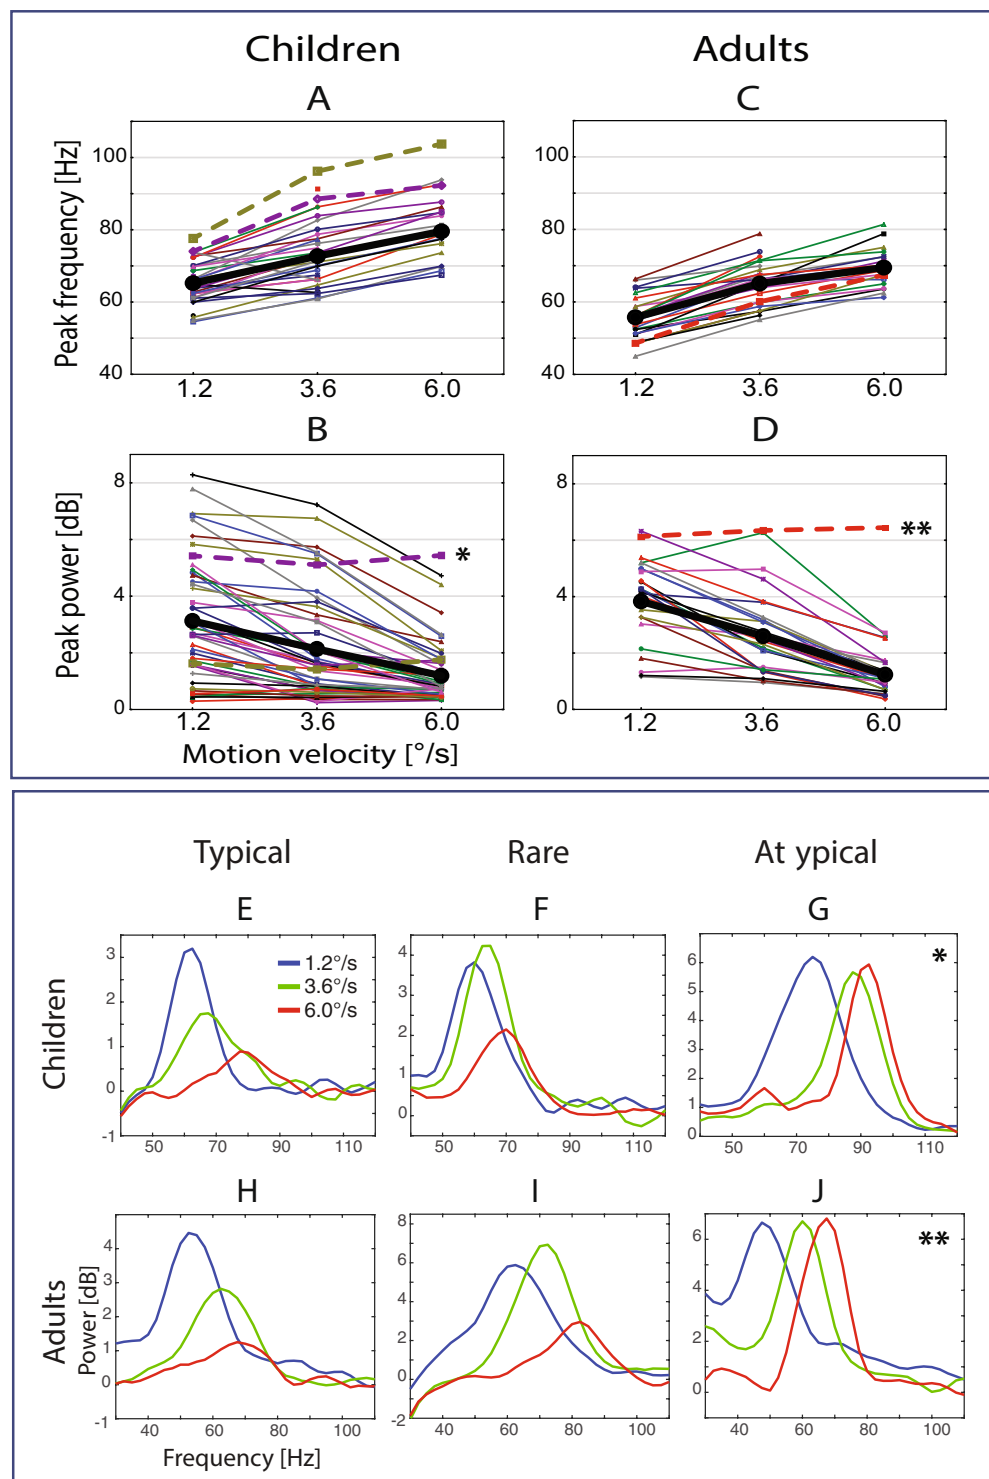 Children Adults
A C
Peak frequency [Hz]
100 100
80 80
60 60
40 40
1.2 3.6 6.0 1.2 3.6 6.0
B D
Peak power [dB]
8 8
4 4
0 0
* **
1.2 3.6 6.0 1.2 3.6 6.0
Motion velocity [°/s]
Typical Rare At ypical
E F G
Children
3 2 1 0 -1
1.2°/s
3.6°/s
6.0°/s
50 70 90 110
4 3 2 1 0
50 70 90 110
6 5 4 3 2 1 0
*
50 70 90 110
H I J
Adults
Power [dB]
4 3 2 1 0 -1
40 60 80 100
8 6 4 2 0 -2
40 60 80 100
6 4 2 0
**
40 60 80 100
Frequency [Hz]